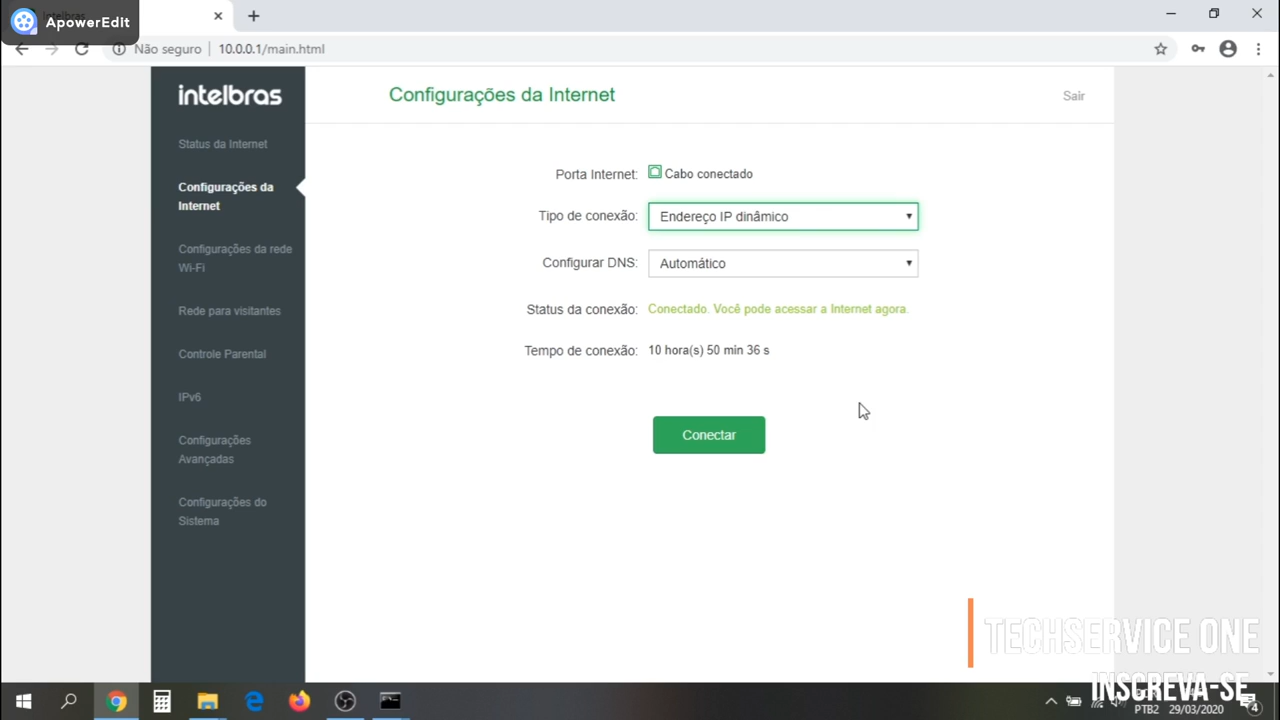 ApowerEdit
Não seguro
10.0.0.1/main.html
intelbras
Status da Internet
Configurações da
Internet
Configurações da rede
Wi-Fi
Rede para visitantes
Controle Parental
IPv6
Configurações
Avançadas
Configurações do
Sistema
Configurações da Internet
Sair
Porta Internet: Cabo conectado
Tipo de conexão: Endereço IP dinâmico
Configurar DNS: Automático
Status da conexão: Conectado. Você pode acessar a Internet agora.
Tempo de conexão: 10 hora(s) 50 min 36 s
Conectar
TECHSERVICE ONE
INSCREVA-SE
PTB2 29/03/2020
4